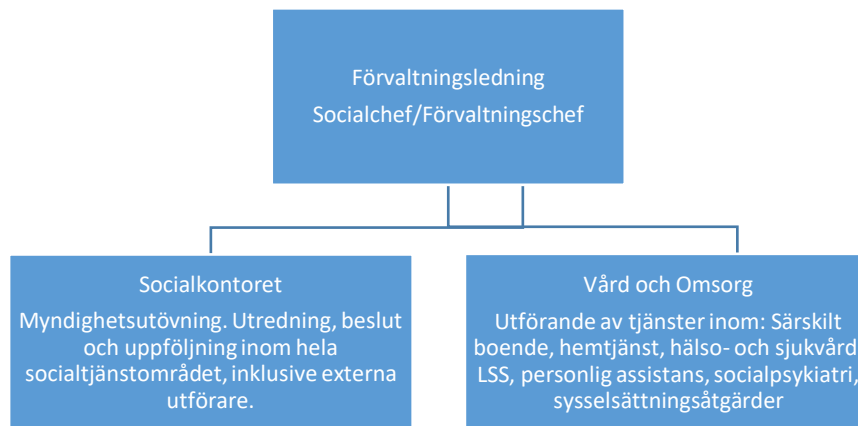 Förvaltningsledning
Socialchef/Förvaltningschef
Socialkontoret
Myndighetsutövning. Utredning, beslut
och uppföljning inom hela
socialtjänstområdet, inklusive externa
utförare.
Vård och Omsorg
Utförande av tjänster inom: Särskilt
boende, hemtjänst, hälso- och sjukvård,
LSS, personlig assistans, socialpsykiatri,
sysselsättningsåtgärder